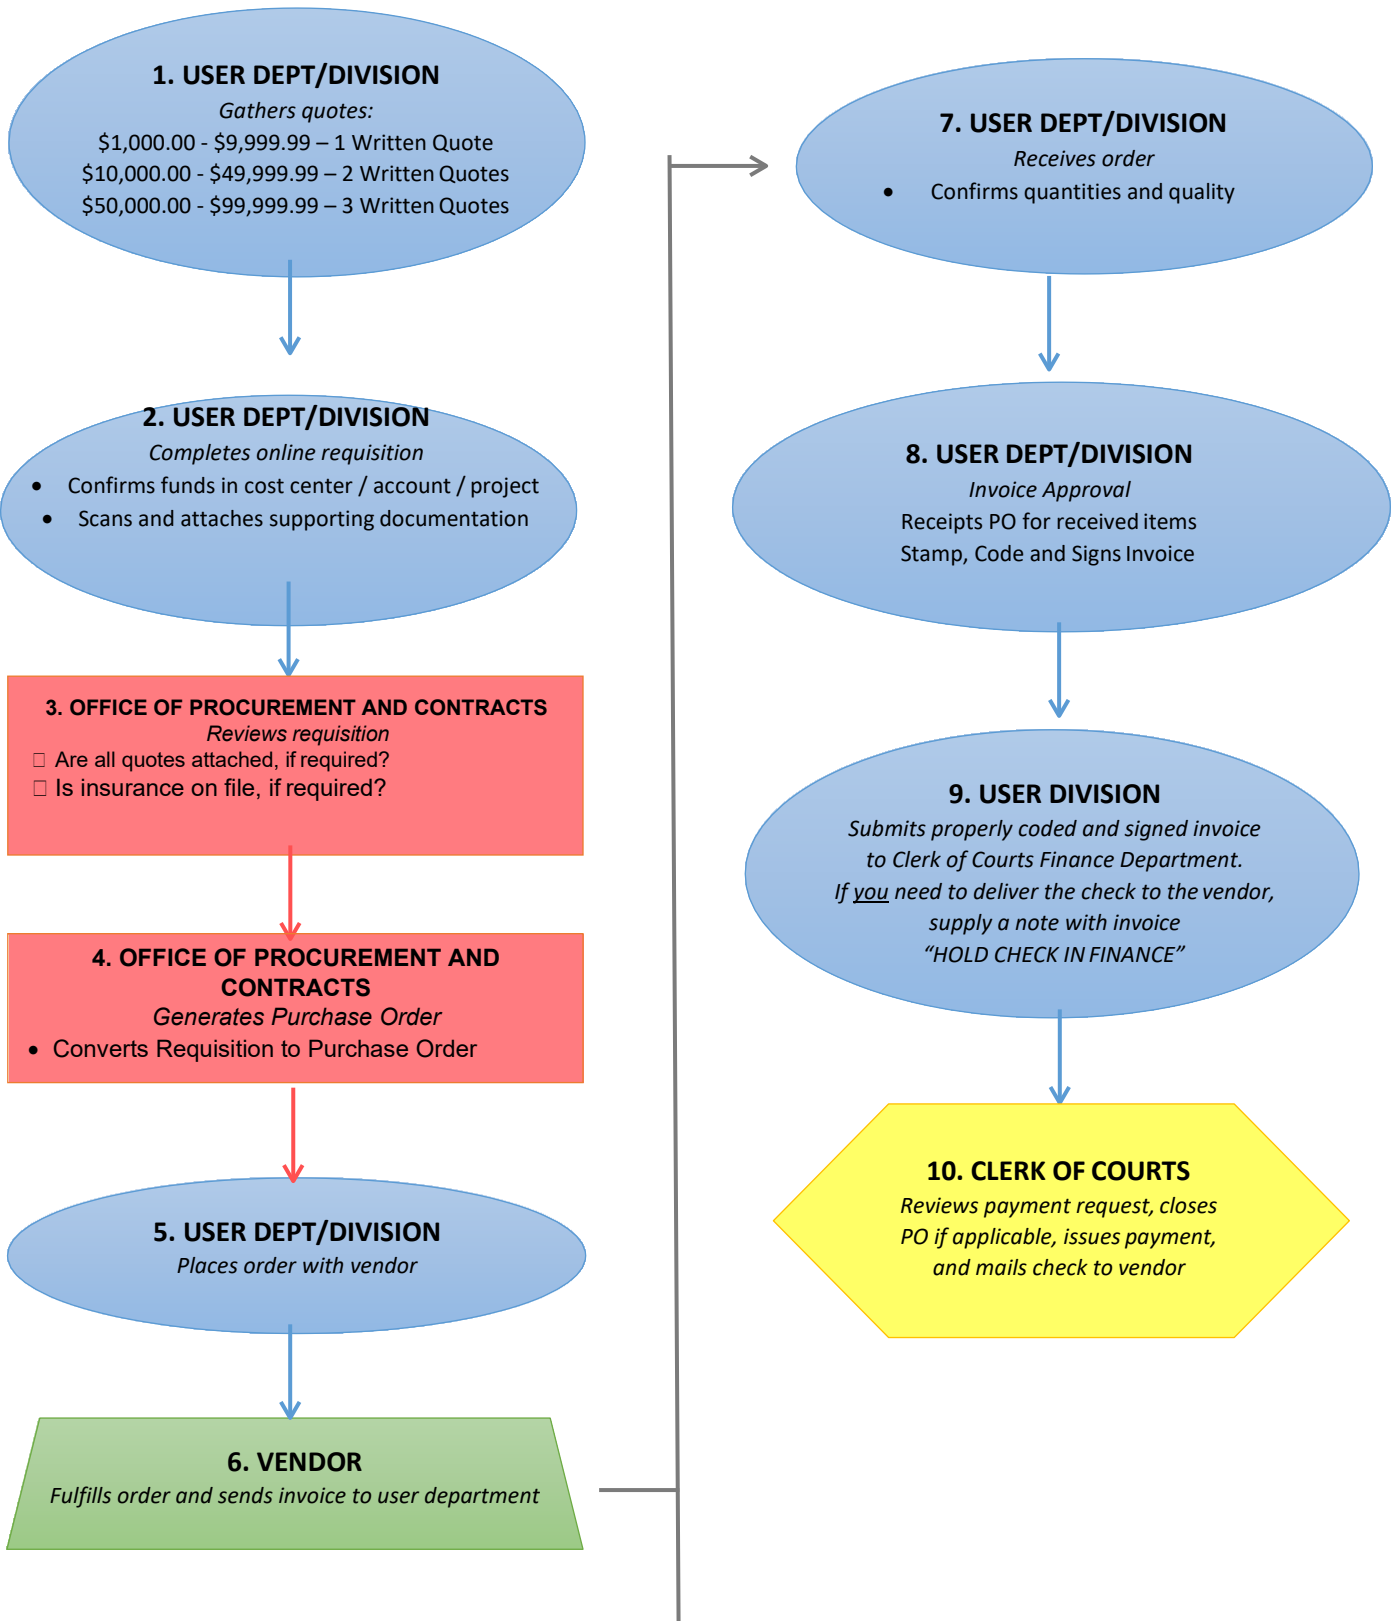 1. USER DEPT/DIVISION
Gathers quotes:
$1,000.00 - $9,999.99 – 1 Written Quote
$10,000.00 - $49,999.99 – 2 Written Quotes
$50,000.00 - $99,999.99 – 3 Written Quotes
2. USER DEPT/DIVISION
Completes online requisition
• Confirms funds in cost center / account / project
• Scans and attaches supporting documentation
3. OFFICE OF PROCUREMENT AND CONTRACTS
Reviews requisition
□ Are all quotes attached, if required?
□ Is insurance on file, if required?
4. OFFICE OF PROCUREMENT AND
CONTRACTS
Generates Purchase Order
• Converts Requisition to Purchase Order
5. USER DEPT/DIVISION
Places order with vendor
6. VENDOR
Fulfills order and sends invoice to user department
7. USER DEPT/DIVISION
Receives order
• Confirms quantities and quality
8. USER DEPT/DIVISION
Invoice Approval
Receipts PO for received items
Stamp, Code and Signs Invoice
9. USER DIVISION
Submits properly coded and signed invoice
to Clerk of Courts Finance Department.
If you need to deliver the check to the vendor,
supply a note with invoice
“HOLD CHECK IN FINANCE”
10. CLERK OF COURTS
Reviews payment request, closes
PO if applicable, issues payment,
and mails check to vendor